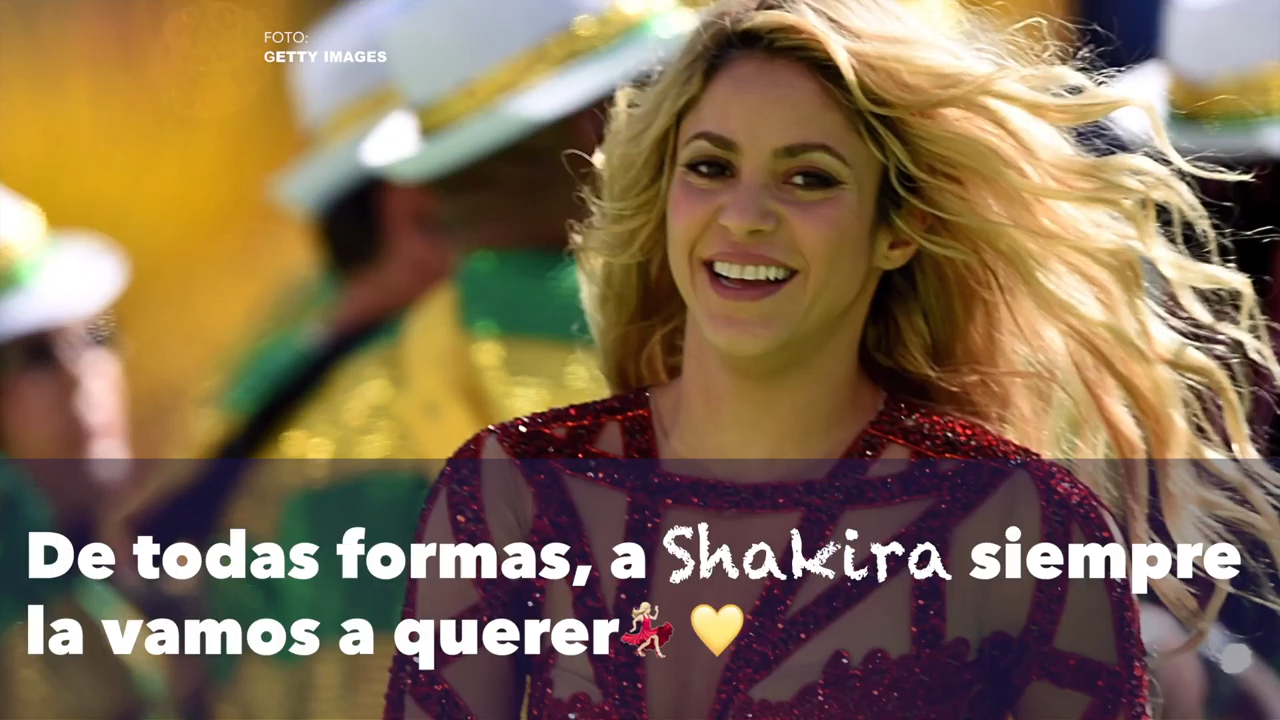 FOTO:
GETTY IMAGES
De todas formas, a Shakira siempre
la vamos a querer💃🏼 💛